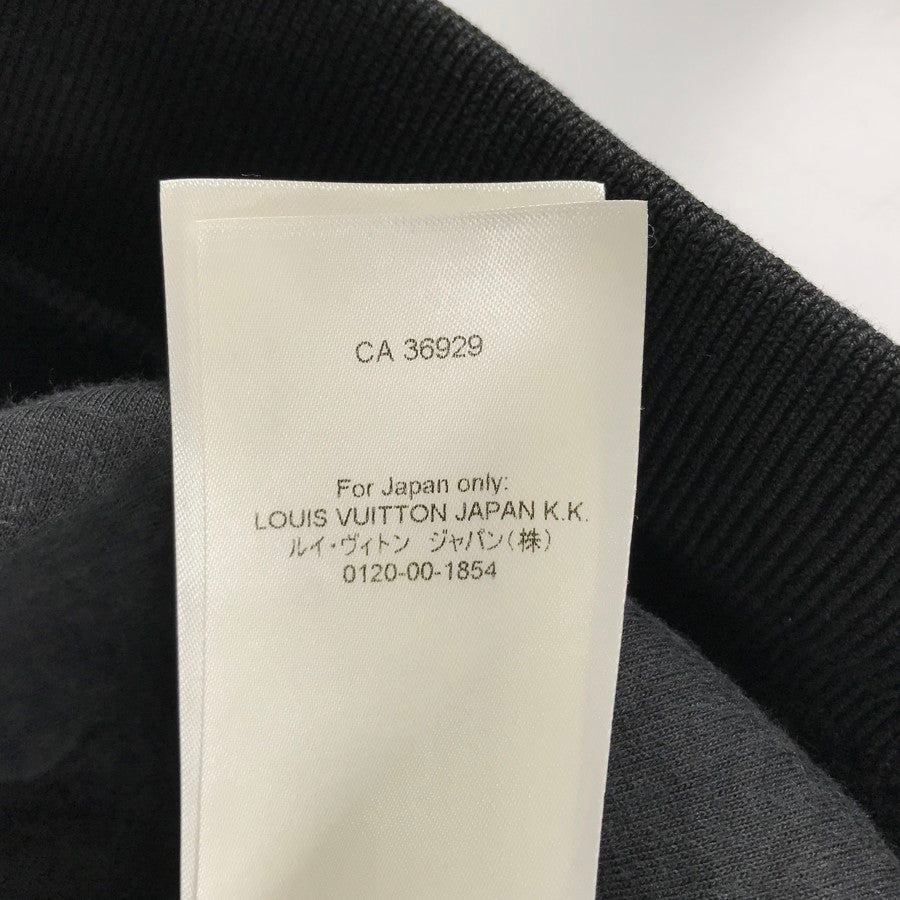 CA 36929
For Japan only:
LOUIS VUITTON JAPAN K.K.
ルイ・ヴィトン ジャパン(株)
0120-00-1854